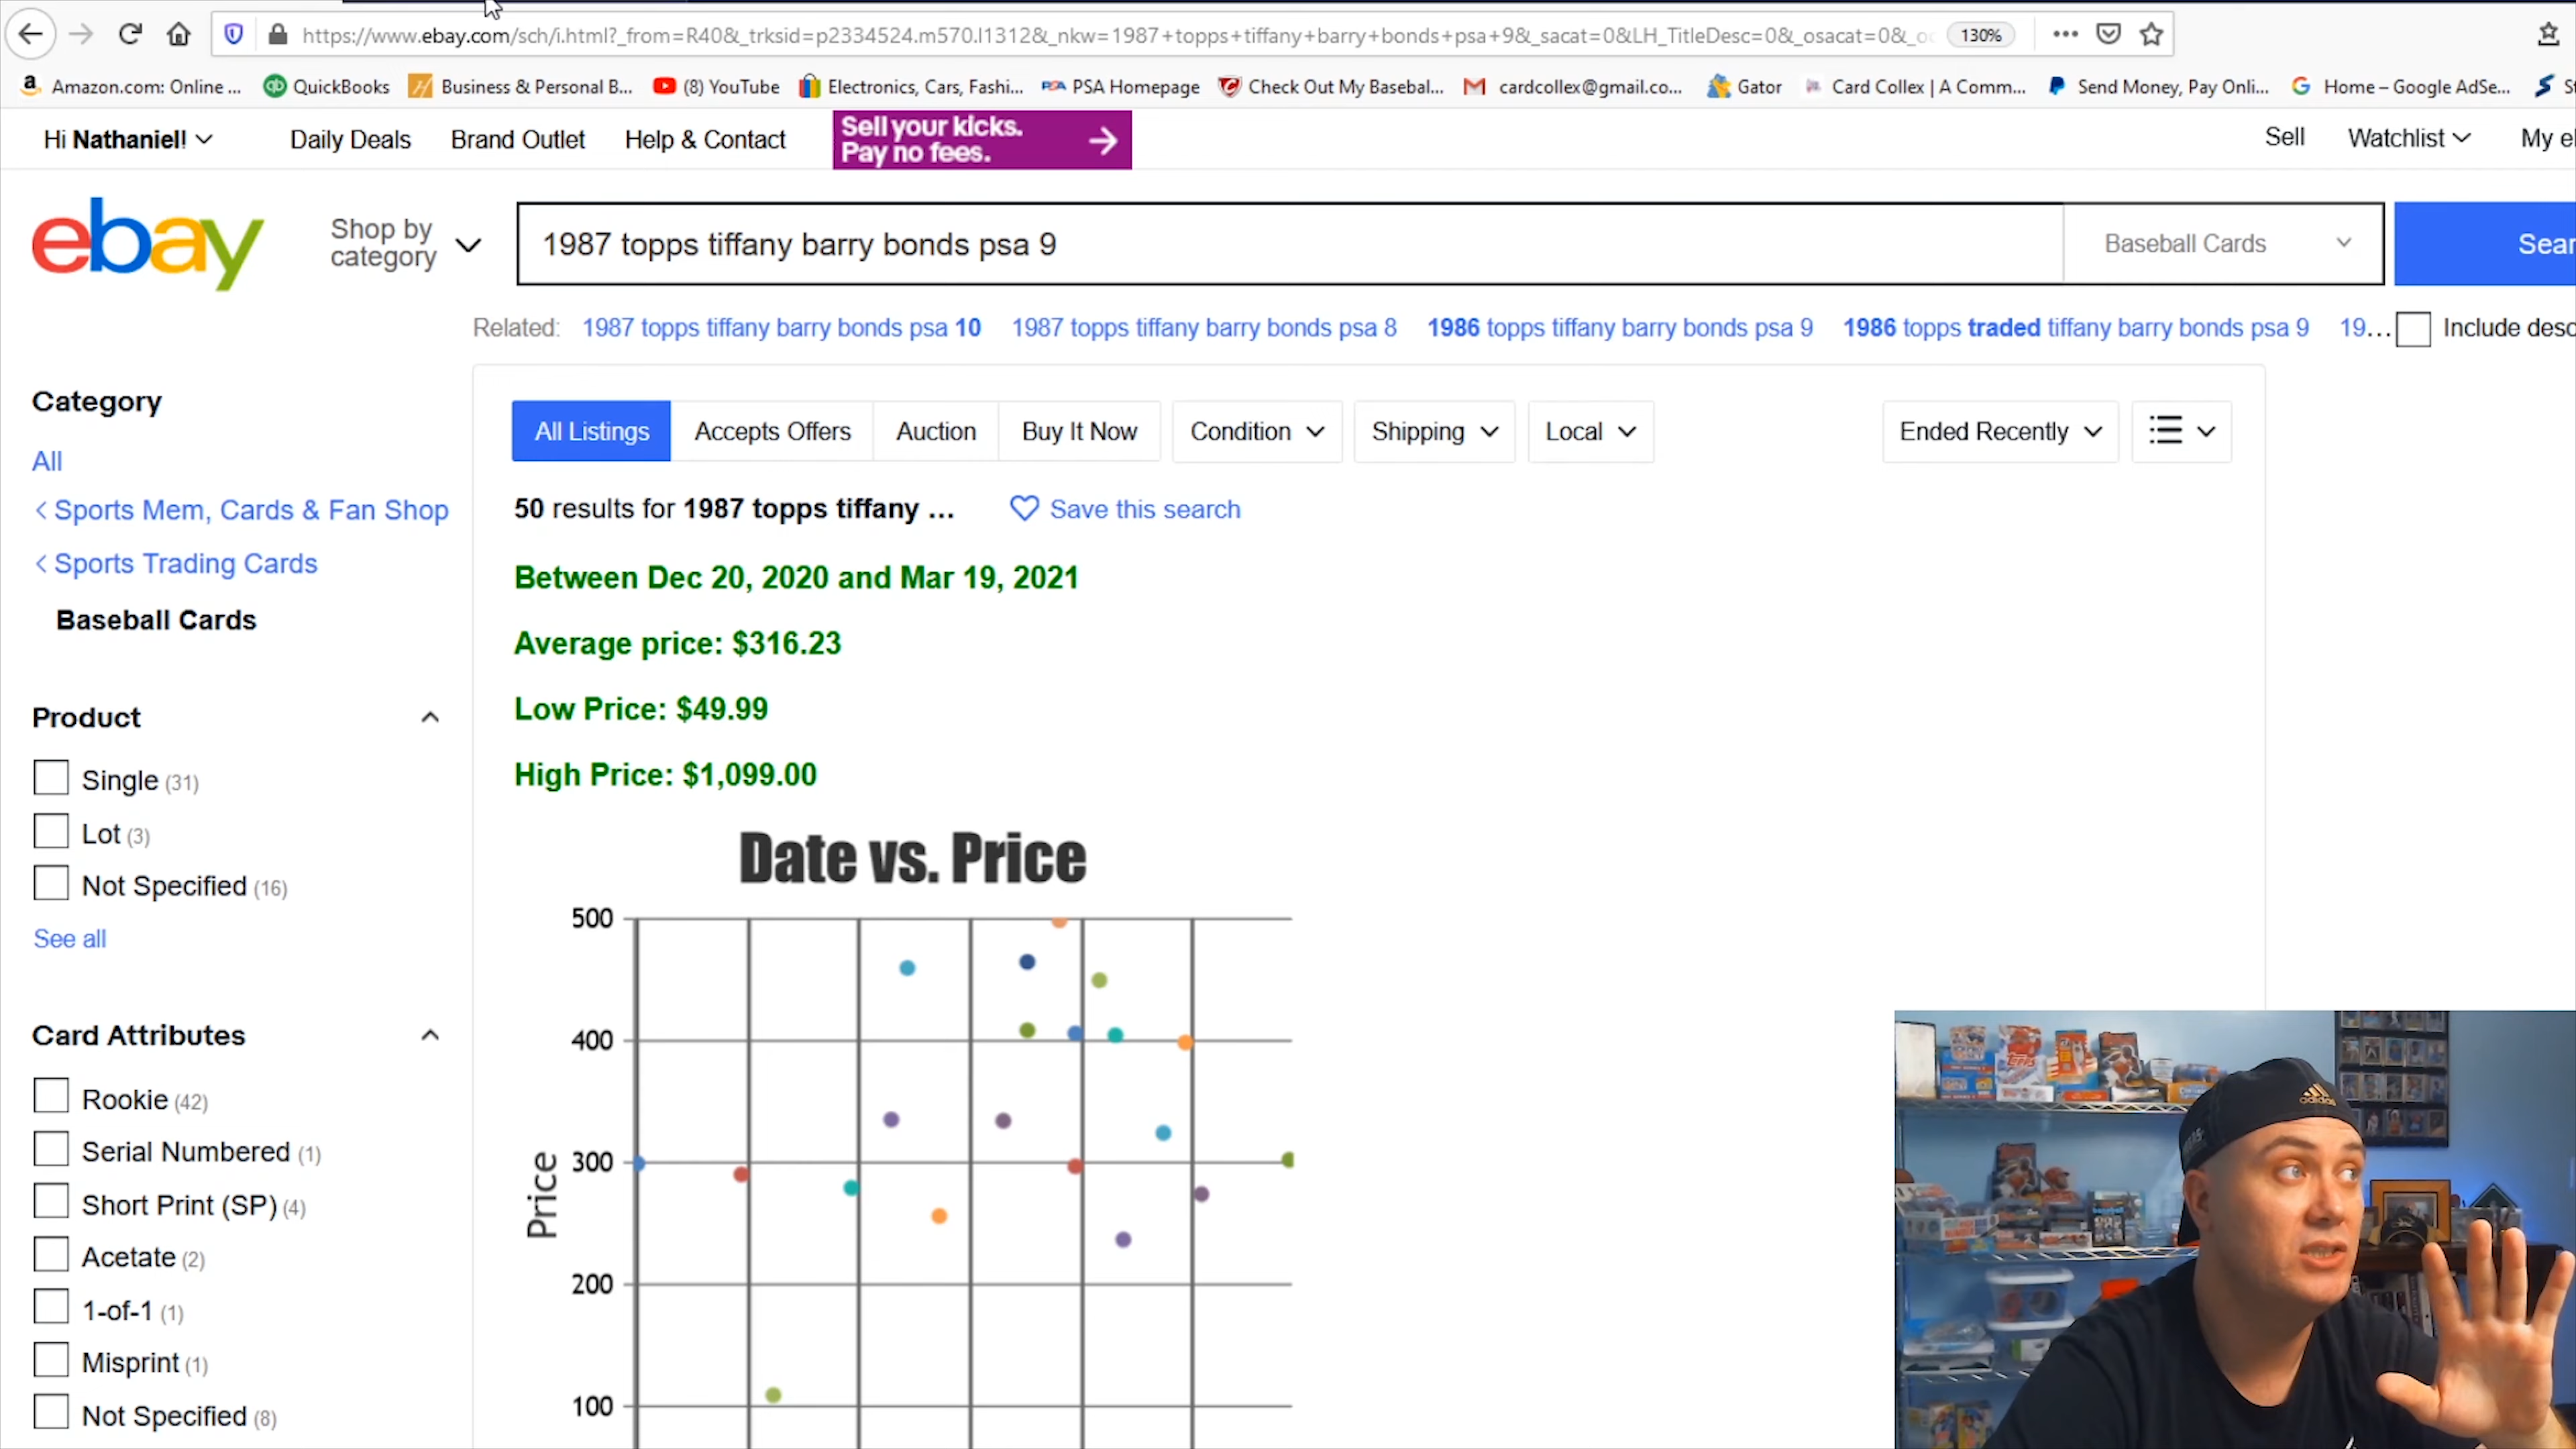 https://www.ebay.com/sch/i.html?_from=R40&_trksid=p2334524.m570.l1312&_nkw=1987+topps+tiffany+barry+bonds+psa+9&_sacat=0&LH_TitleDesc=0&_osacat=0&_o
130%
Amazon.com: Online ...
QuickBooks
Business & Personal B...
(8) YouTube
Electronics, Cars, Fashi...
PSA Homepage
Check Out My Basebal...
cardcollex@gmail.co...
Gator
Card Collex | A Comm...
Send Money, Pay Onli...
Home – Google AdSe...
Hi Nathaniel!
Daily Deals
Brand Outlet
Help & Contact
Sell your kicks.
Pay no fees.
Sell
Watchlist
My e
ebay
Shop by
category
1987 topps tiffany barry bonds psa 9
Baseball Cards
Sear
Related: 1987 topps tiffany barry bonds psa 10 1987 topps tiffany barry bonds psa 8 1986 topps tiffany barry bonds psa 9 1986 topps traded tiffany barry bonds psa 9 19...
Include desc
Category
All
Sports Mem, Cards & Fan Shop
Sports Trading Cards
Baseball Cards
Product
Single (31)
Lot (3)
Not Specified (16)
See all
Card Attributes
Rookie (42)
Serial Numbered (1)
Short Print (SP) (4)
Acetate (2)
1-of-1 (1)
Misprint (1)
Not Specified (8)
All Listings
Accepts Offers
Auction
Buy It Now
Condition
Shipping
Local
Ended Recently
50 results for 1987 topps tiffany ...
Save this search
Between Dec 20, 2020 and Mar 19, 2021
Average price: $316.23
Low Price: $49.99
High Price: $1,099.00
Date vs. Price
Price
500
400
300
200
100
adidas